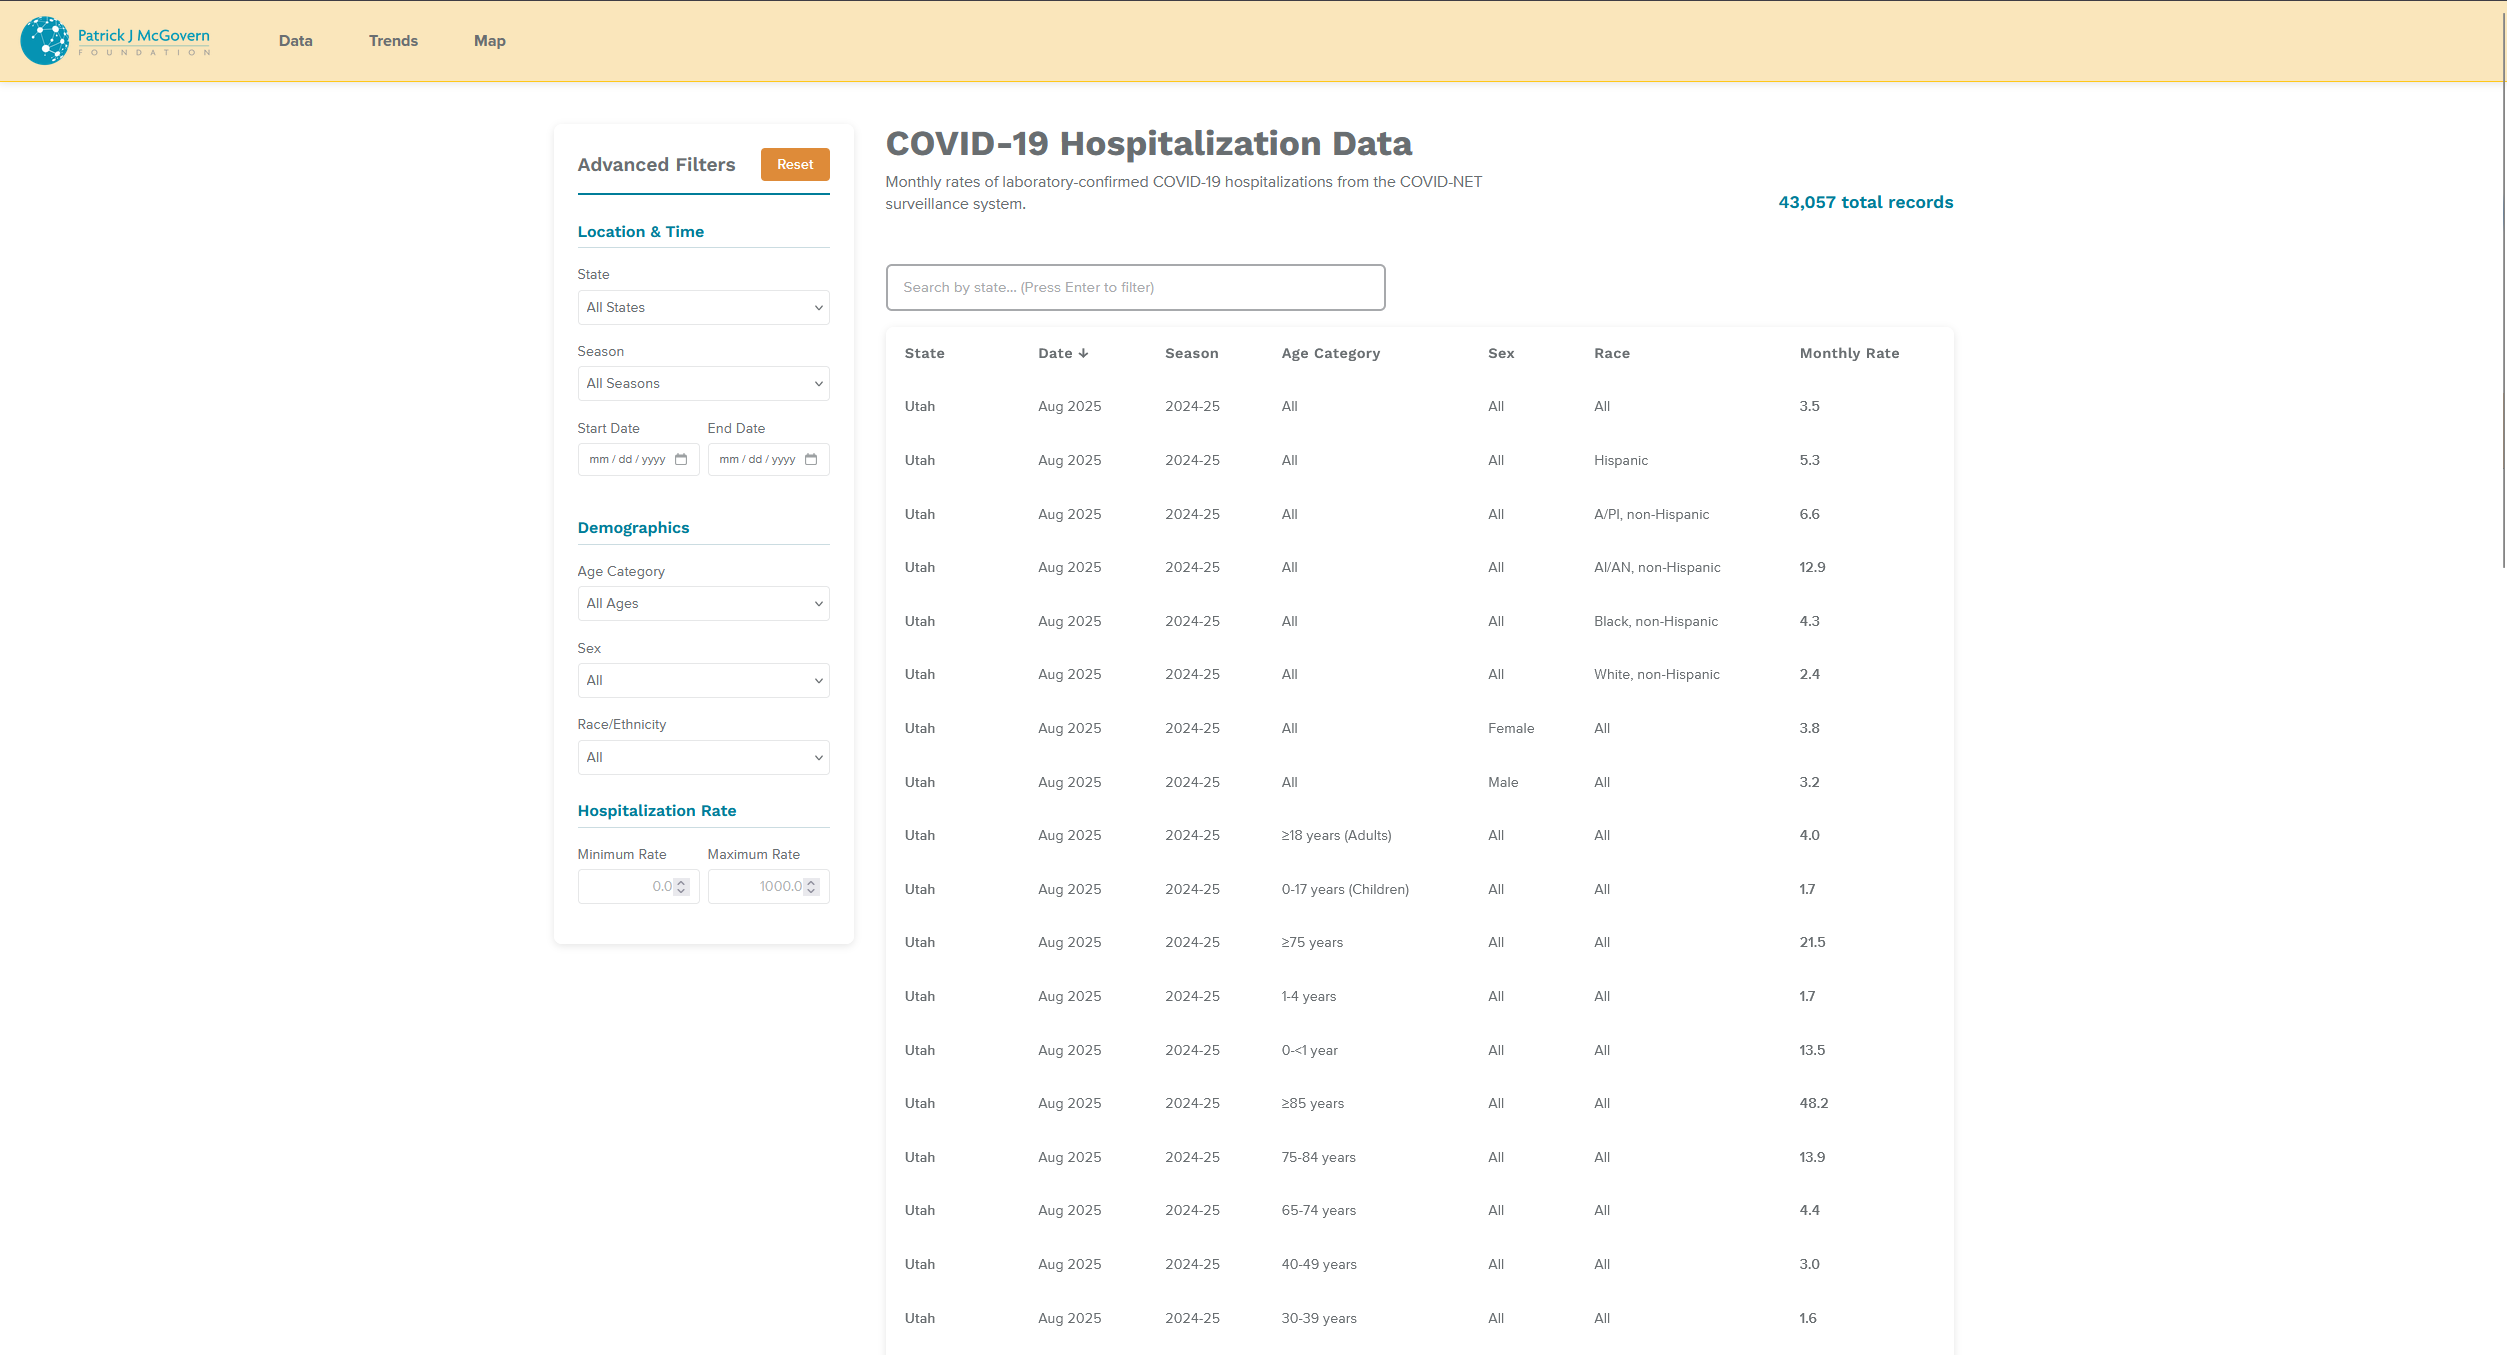 Patrick J McGovern
FOUNDATION
Data
Trends
Map
Advanced Filters
Reset
Location & Time
State
All States
Season
All Seasons
Start Date
End Date
mm / dd / yyyy
mm / dd / yyyy
Demographics
Age Category
All Ages
Sex
All
Race/Ethnicity
All
Hospitalization Rate
Minimum Rate
Maximum Rate
0.0
1000.0
COVID-19 Hospitalization Data
Monthly rates of laboratory-confirmed COVID-19 hospitalizations from the COVID-NET
surveillance system.
43,057 total records
Search by state... (Press Enter to filter)
State Date ↓ Season Age Category Sex Race Monthly Rate
Utah Aug 2025 2024-25 All All All 3.5
Utah Aug 2025 2024-25 All All Hispanic 5.3
Utah Aug 2025 2024-25 All All A/PI, non-Hispanic 6.6
Utah Aug 2025 2024-25 All All AI/AN, non-Hispanic 12.9
Utah Aug 2025 2024-25 All All Black, non-Hispanic 4.3
Utah Aug 2025 2024-25 All All White, non-Hispanic 2.4
Utah Aug 2025 2024-25 All Female All 3.8
Utah Aug 2025 2024-25 All Male All 3.2
Utah Aug 2025 2024-25 ≥18 years (Adults) All All 4.0
Utah Aug 2025 2024-25 0-17 years (Children) All All 1.7
Utah Aug 2025 2024-25 ≥75 years All All 21.5
Utah Aug 2025 2024-25 1-4 years All All 1.7
Utah Aug 2025 2024-25 0-<1 year All All 13.5
Utah Aug 2025 2024-25 ≥85 years All All 48.2
Utah Aug 2025 2024-25 75-84 years All All 13.9
Utah Aug 2025 2024-25 65-74 years All All 4.4
Utah Aug 2025 2024-25 40-49 years All All 3.0
Utah Aug 2025 2024-25 30-39 years All All 1.6